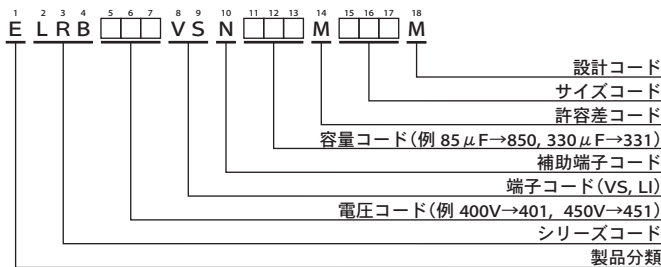 1 2 3 4 5 6 7 8 9 10 11 12 13 14 15 16 17 18
E L R B □□□ V S N □□□ M □□□ M
設計コード
サイズコード
許容差コード
容量コード(例 85μF→850, 330μF→331)
補助端子コード
端子コード(VS, LI)
電圧コード(例 400V→401, 450V→451)
シリーズコード
製品分類